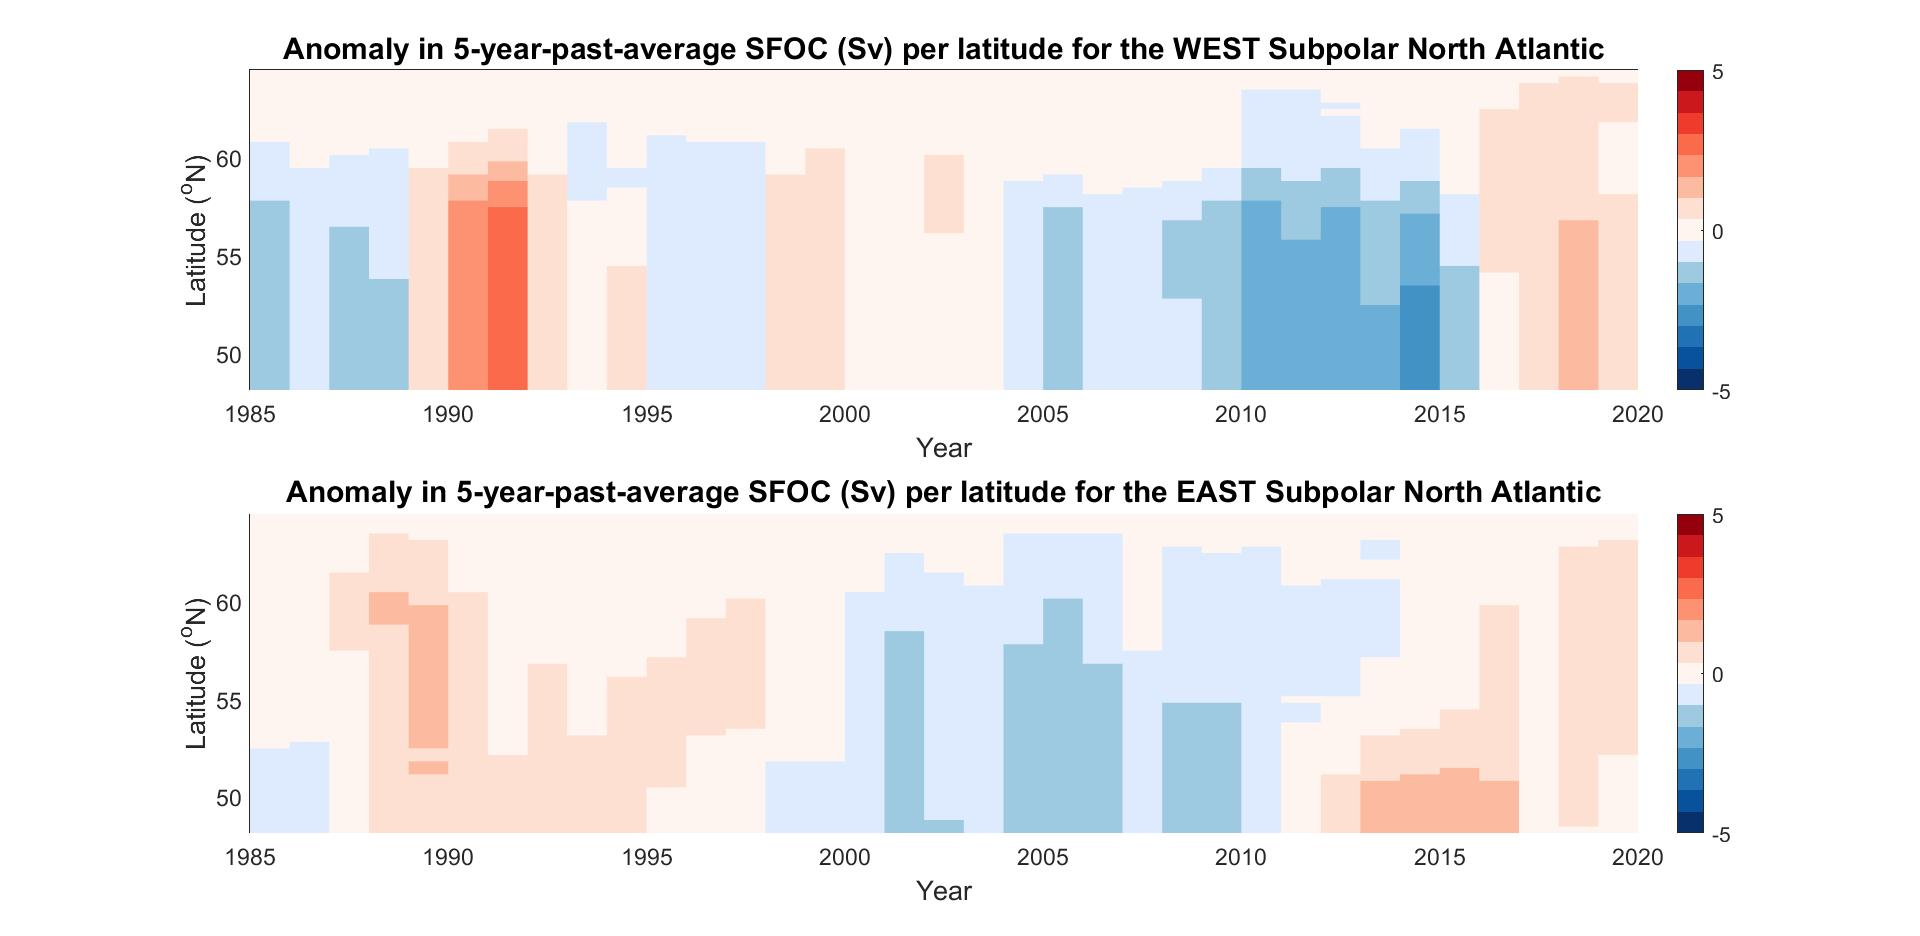 Anomaly in 5-year-past-average SFOC (Sv) per latitude for the WEST Subpolar North Atlantic
Latitude (°N)
60
55
50
1985 1990 1995 2000 2005 2010 2015 2020
Year
5
0
-5
Anomaly in 5-year-past-average SFOC (Sv) per latitude for the EAST Subpolar North Atlantic
Latitude (°N)
60
55
50
1985 1990 1995 2000 2005 2010 2015 2020
Year
5
0
-5